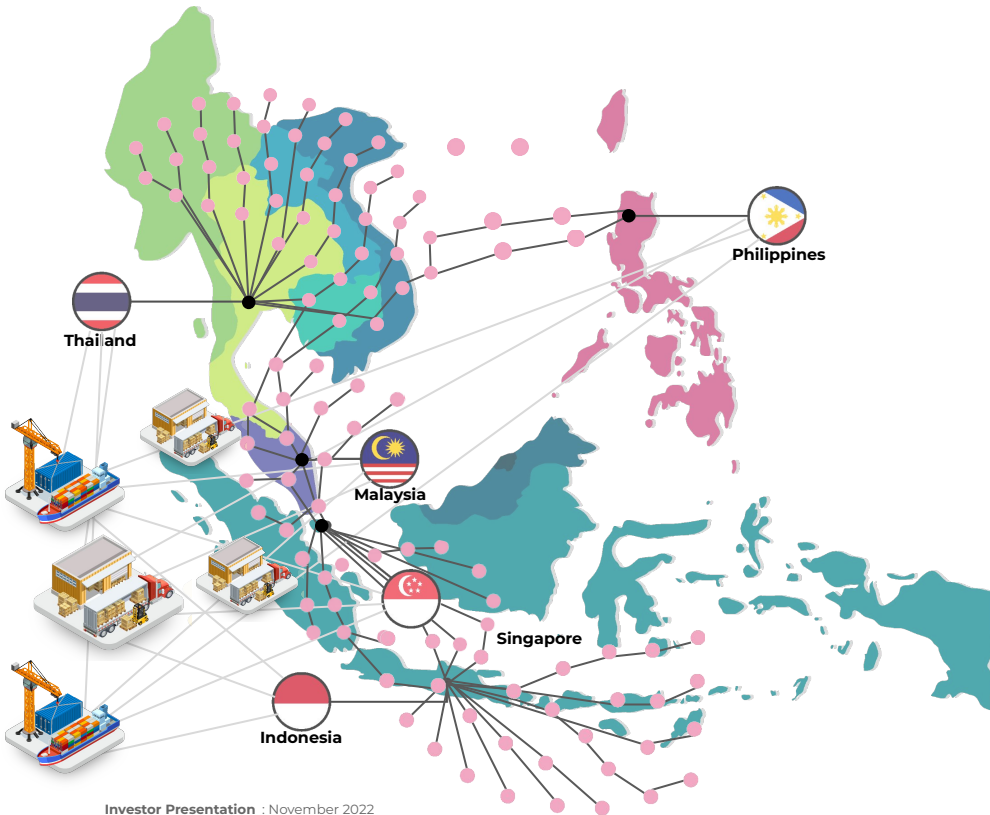 Philippines
Thailand
Malaysia
Singapore
Indonesia
Investor Presentation : November 2022